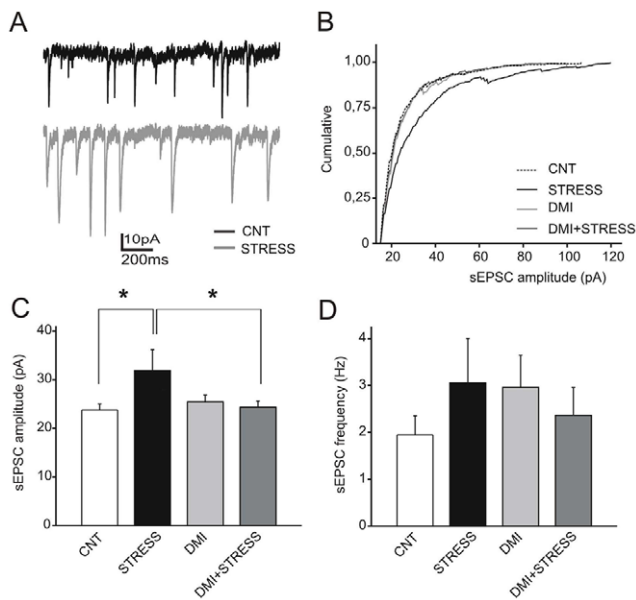 A
10pA
200ms
CNT
STRESS
B
Cumulative
1,00
0,75
0,50
0,25
0
20 40 60 80 100 120
sEPSC amplitude (pA)
CNT
STRESS
DMI
DMI+STRESS
C
sEPSC amplitude (pA)
40
30
20
10
0
* *
CNT STRESS DMI DMI+STRESS
D
sEPSC frequency (Hz)
4
3
2
1
0
CNT STRESS DMI DMI+STRESS